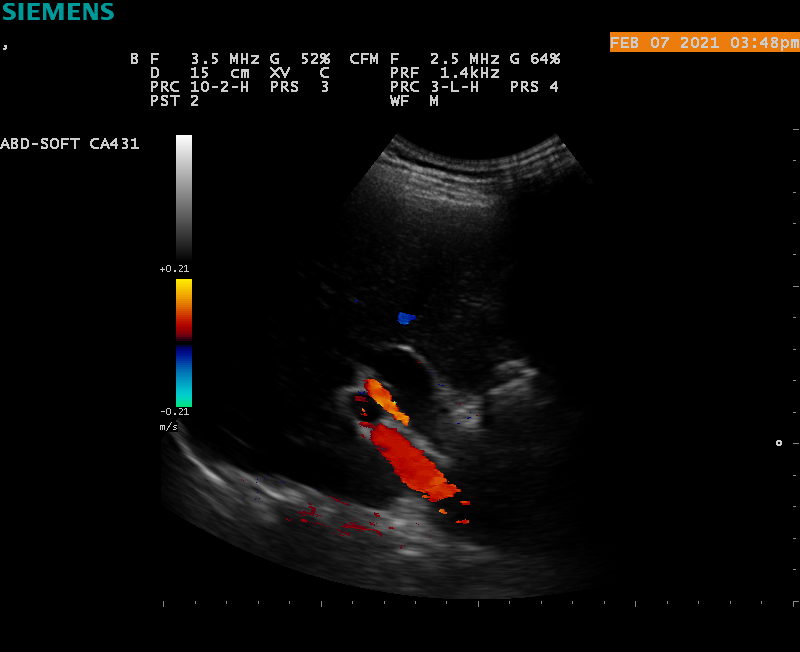 SIEMENS
,
FEB 07 2021 03:48pm
B F 3.5 MHz G 52% CFM F 2.5 MHz G 64%
D 15 cm XV C PRF 1.4kHz
PRC 10-2-H PRS 3 PRC 3-L-H PRS 4
PST 2 WF M
ABD-SOFT CA431
+0.21
-0.21
m/s